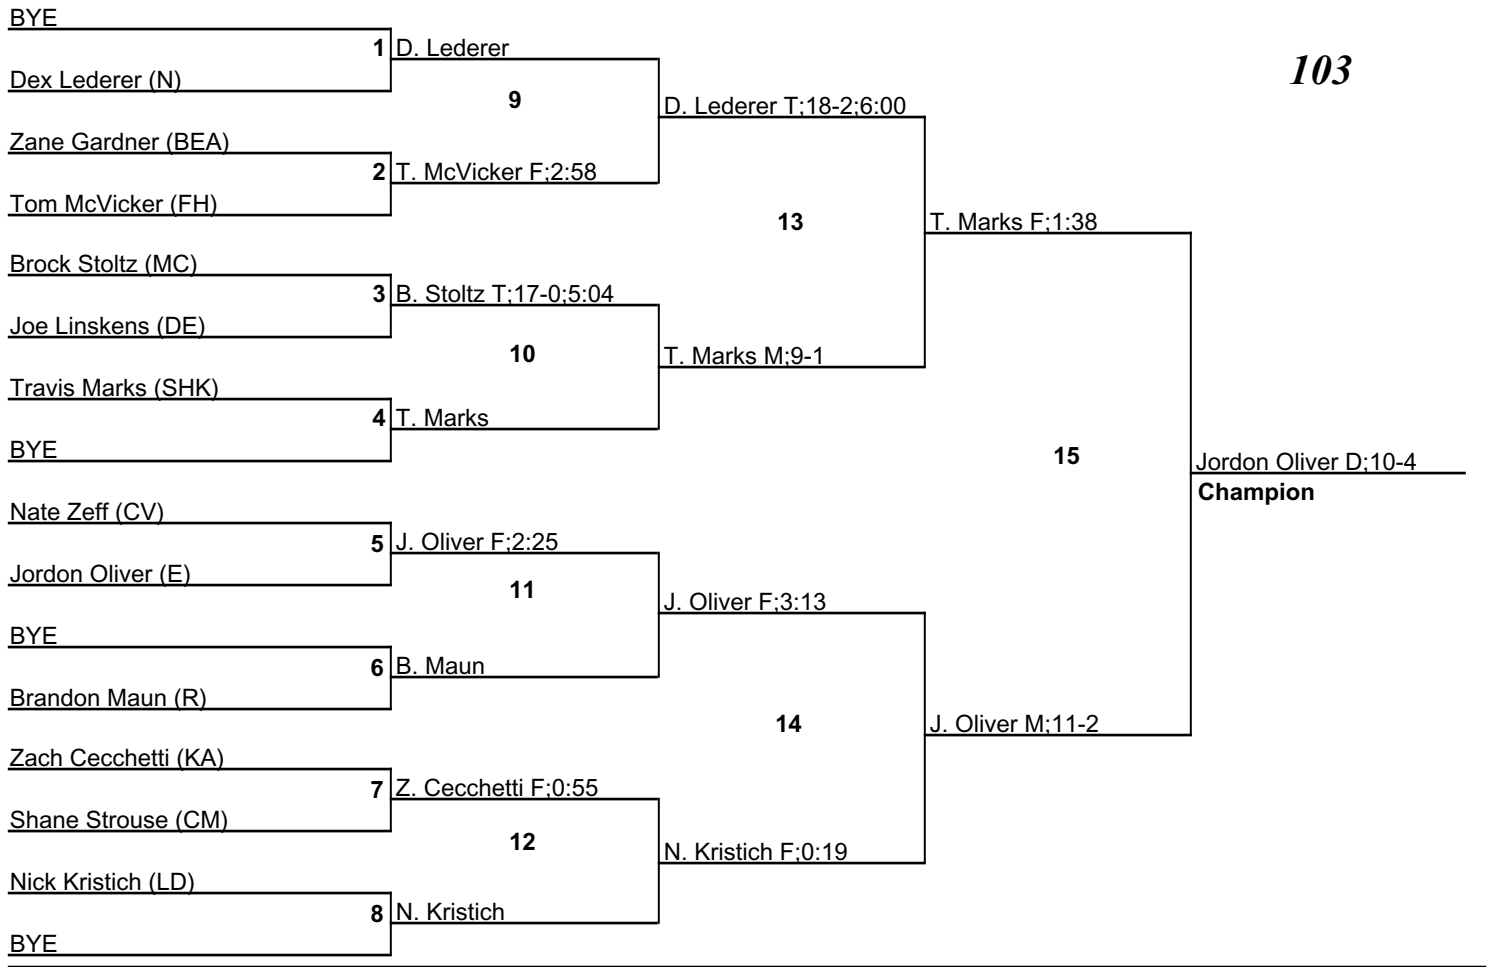 BYE
1 D. Lederer
103
Dex Lederer (N)
9
D. Lederer T;18-2;6:00
Zane Gardner (BEA)
2 T. McVicker F;2:58
Tom McVicker (FH)
13
T. Marks F;1:38
Brock Stoltz (MC)
3 B. Stoltz T;17-0;5:04
Joe Linskens (DE)
10
T. Marks M;9-1
Travis Marks (SHK)
4 T. Marks
BYE
15
Jordon Oliver D;10-4
Champion
Nate Zeff (CV)
5 J. Oliver F;2:25
Jordon Oliver (E)
11
J. Oliver F;3:13
BYE
6 B. Maun
Brandon Maun (R)
14
J. Oliver M;11-2
Zach Cecchetti (KA)
7 Z. Cecchetti F;0:55
Shane Strouse (CM)
12
N. Kristich F;0:19
Nick Kristich (LD)
8 N. Kristich
BYE